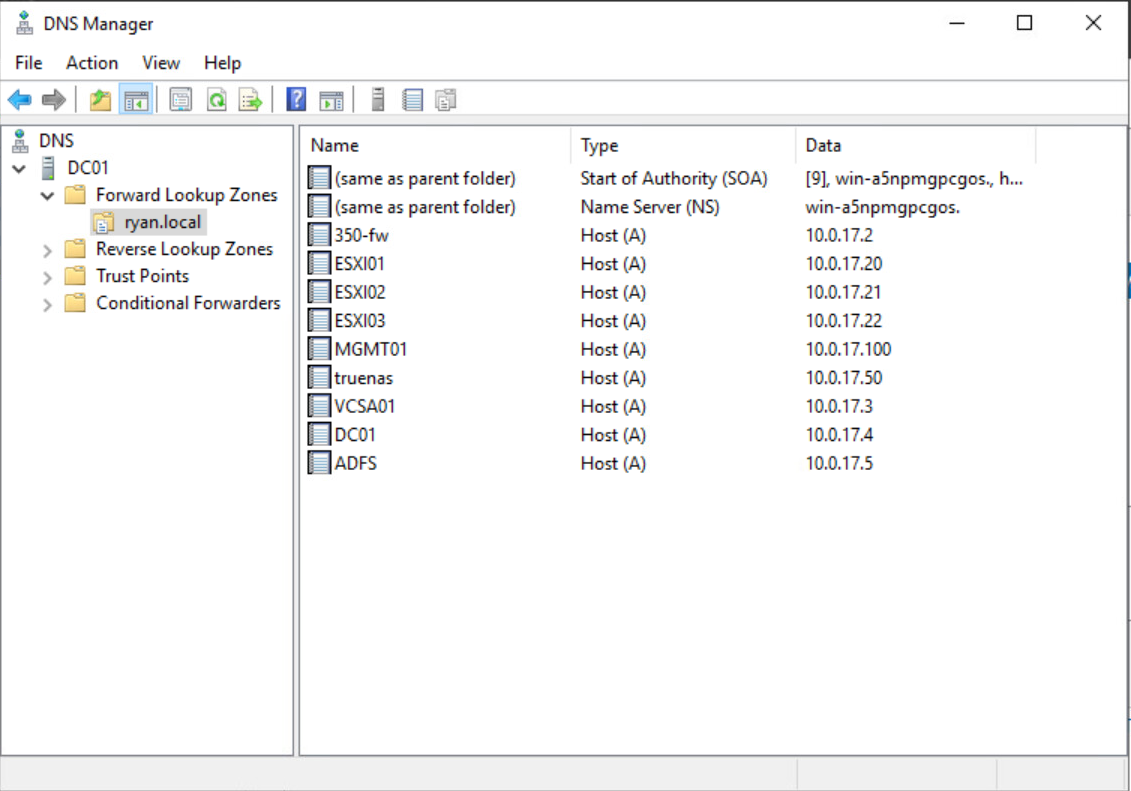 DNS Manager
File Action View Help
DNS
DC01
Forward Lookup Zones
ryan.local
Reverse Lookup Zones
Trust Points
Conditional Forwarders
Name Type Data
(same as parent folder) Start of Authority (SOA) [9], win-a5npmgpcgos., h...
(same as parent folder) Name Server (NS) win-a5npmgpcgos.
350-fw Host (A) 10.0.17.2
ESXI01 Host (A) 10.0.17.20
ESXI02 Host (A) 10.0.17.21
ESXI03 Host (A) 10.0.17.22
MGMT01 Host (A) 10.0.17.100
truenas Host (A) 10.0.17.50
VCSA01 Host (A) 10.0.17.3
DC01 Host (A) 10.0.17.4
ADFS Host (A) 10.0.17.5